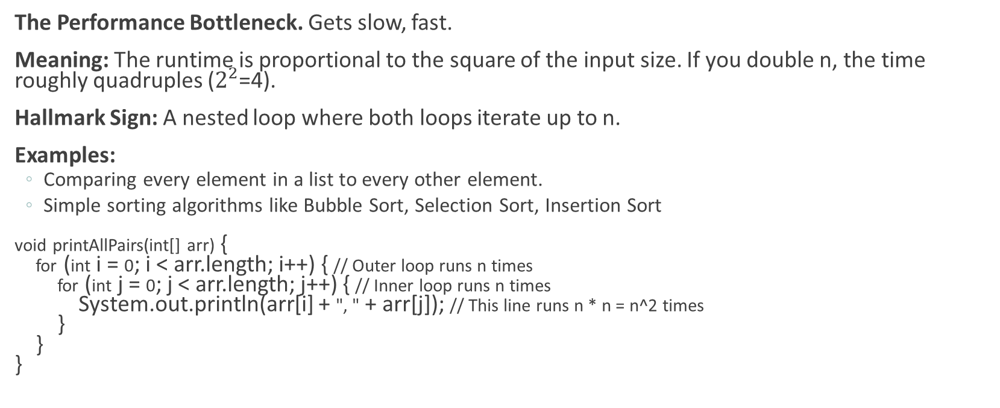 The Performance Bottleneck. Gets slow, fast.
Meaning: The runtime is proportional to the square of the input size. If you double n, the time
roughly quadruples (2²=4).
Hallmark Sign: A nested loop where both loops iterate up to n.
Examples:
◦ Comparing every element in a list to every other element.
◦ Simple sorting algorithms like Bubble Sort, Selection Sort, Insertion Sort
void printAllPairs(int[] arr) {
for (int i = 0; i < arr.length; i++) { // Outer loop runs n times
for (int j = 0; j < arr.length; j++) { // Inner loop runs n times
System.out.println(arr[i] + ", " + arr[j]); // This line runs n * n = n^2 times
}
}
}